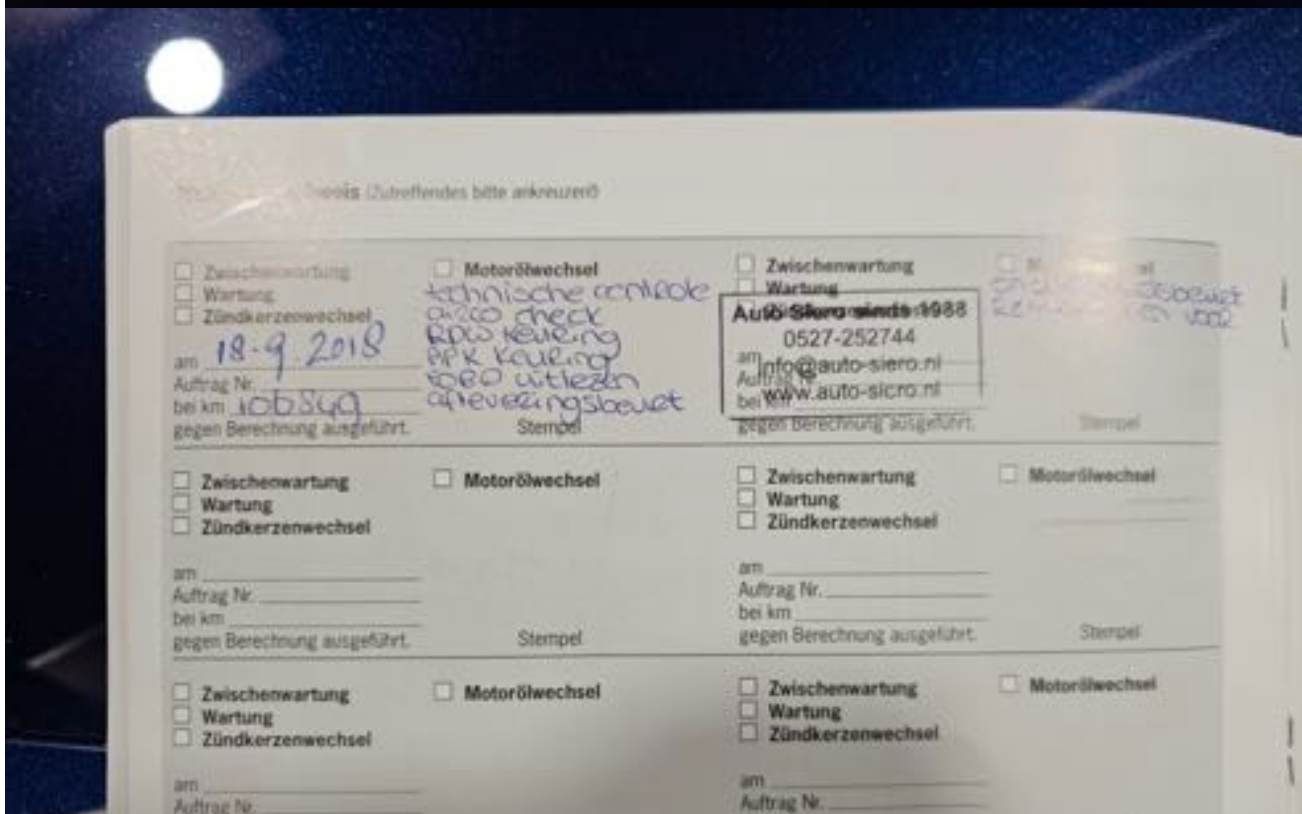 (Zutreffendes bitte ankreuzen)
Zwischenwartung
Wartung
Zündkerzenwechsel
am 18-9 2018
Auftrag Nr.
bei km 106849
gegen Berechnung ausgeführt.
Motorölwechsel
technische controle
airco check
RDW Keuring
APK Keuring
uitlezen
Stempel
Zwischenwartung
Wartung
Auto Siero sinds 1988
0527-252744
info@auto-siero.nl
www.auto-siero.nl
am
Auftrag Nr.
bei km
gegen Berechnung ausgeführt.
Stempel
Zwischenwartung
Wartung
Zündkerzenwechsel
am
Auftrag Nr.
bei km
gegen Berechnung ausgeführt.
Motorölwechsel
Stempel
Zwischenwartung
Wartung
Zündkerzenwechsel
am
Auftrag Nr.
bei km
gegen Berechnung ausgeführt.
Motorölwechsel
Stempel
Zwischenwartung
Wartung
Zündkerzenwechsel
am
Auftrag Nr.
Motorölwechsel
Zwischenwartung
Wartung
Zündkerzenwechsel
am
Auftrag Nr.
Motorölwechsel